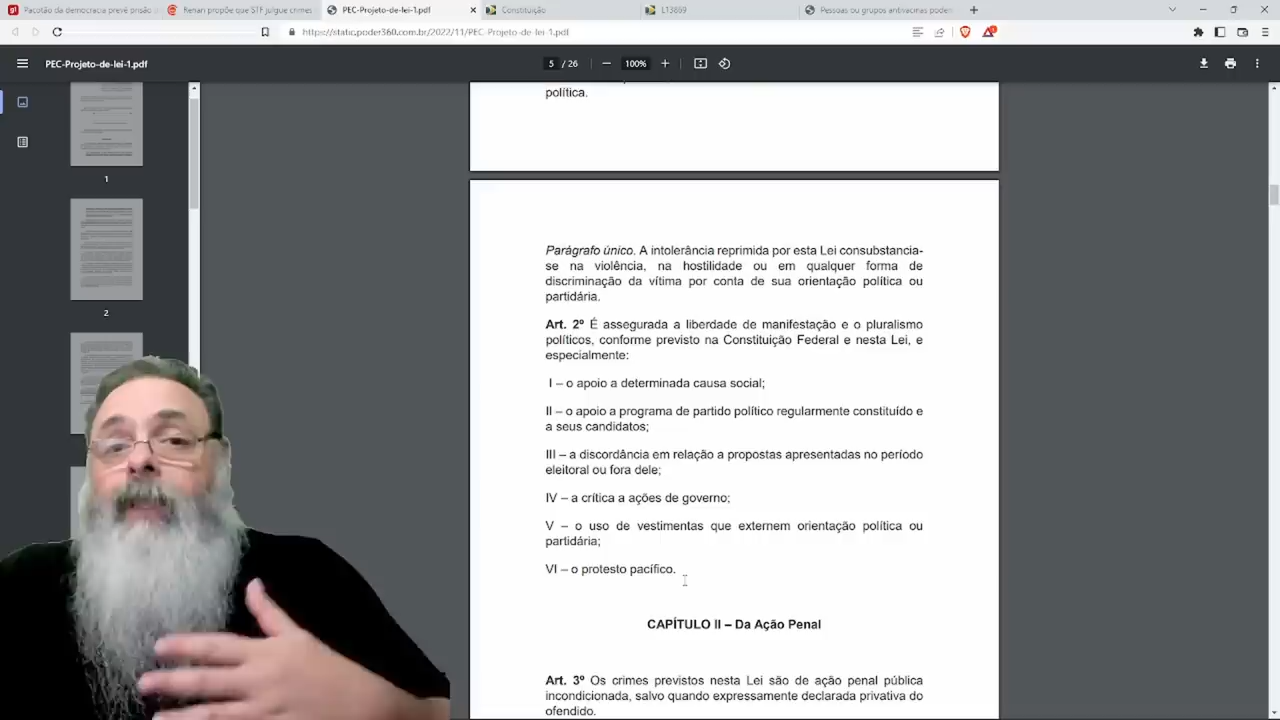 Pacotão da democracia prevê prisão
Renan propõe que STF julgue crimes
PEC-Projeto-de-lei-1.pdf
Constituição
L13869
Pessoas ou grupos antivacinas podem
https://static.poder360.com.br/2022/11/PEC-Projeto-de-lei-1.pdf
PEC-Projeto-de-lei-1.pdf
5 / 26
100%
1
2
política.
Parágrafo único. A intolerância reprimida por esta Lei consubstancia-
se na violência, na hostilidade ou em qualquer forma de
discriminação da vítima por conta de sua orientação política ou
partidária.
Art. 2º É assegurada a liberdade de manifestação e o pluralismo
políticos, conforme previsto na Constituição Federal e nesta Lei, e
especialmente:
I – o apoio a determinada causa social;
II – o apoio a programa de partido político regularmente constituído e
a seus candidatos;
III – a discordância em relação a propostas apresentadas no período
eleitoral ou fora dele;
IV – a crítica a ações de governo;
V – o uso de vestimentas que externem orientação política ou
partidária;
VI – o protesto pacífico.
CAPÍTULO II – Da Ação Penal
Art. 3º Os crimes previstos nesta Lei são de ação penal pública
incondicionada, salvo quando expressamente declarada privativa do
ofendido.